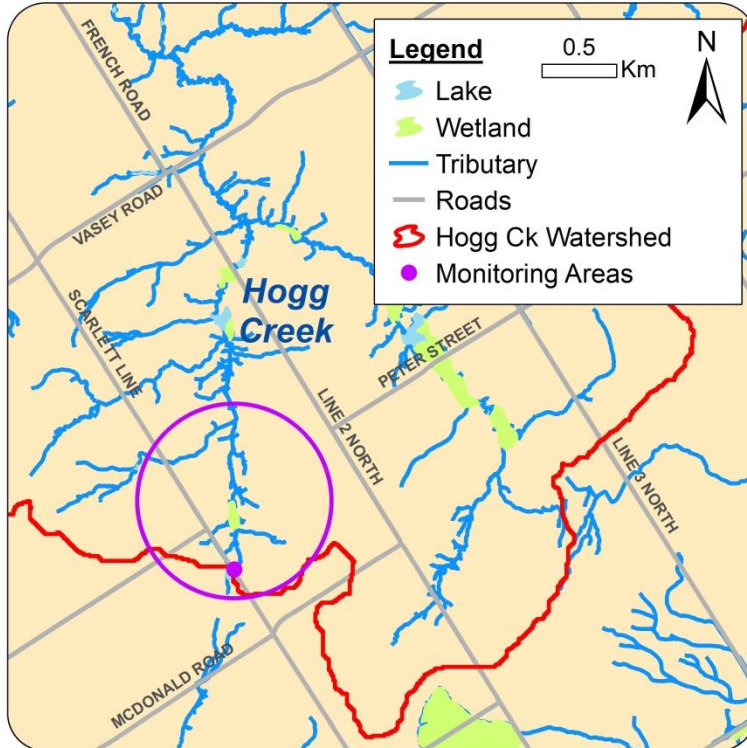 Legend
0.5
Km
N
Lake
Wetland
Tributary
Roads
Hogg Ck Watershed
Monitoring Areas
FRENCH ROAD
VASEY ROAD
SCARLETT LINE
Hogg
Creek
LINE 2 NORTH
PETER STREET
LINE 3 NORTH
MCDONALD ROAD